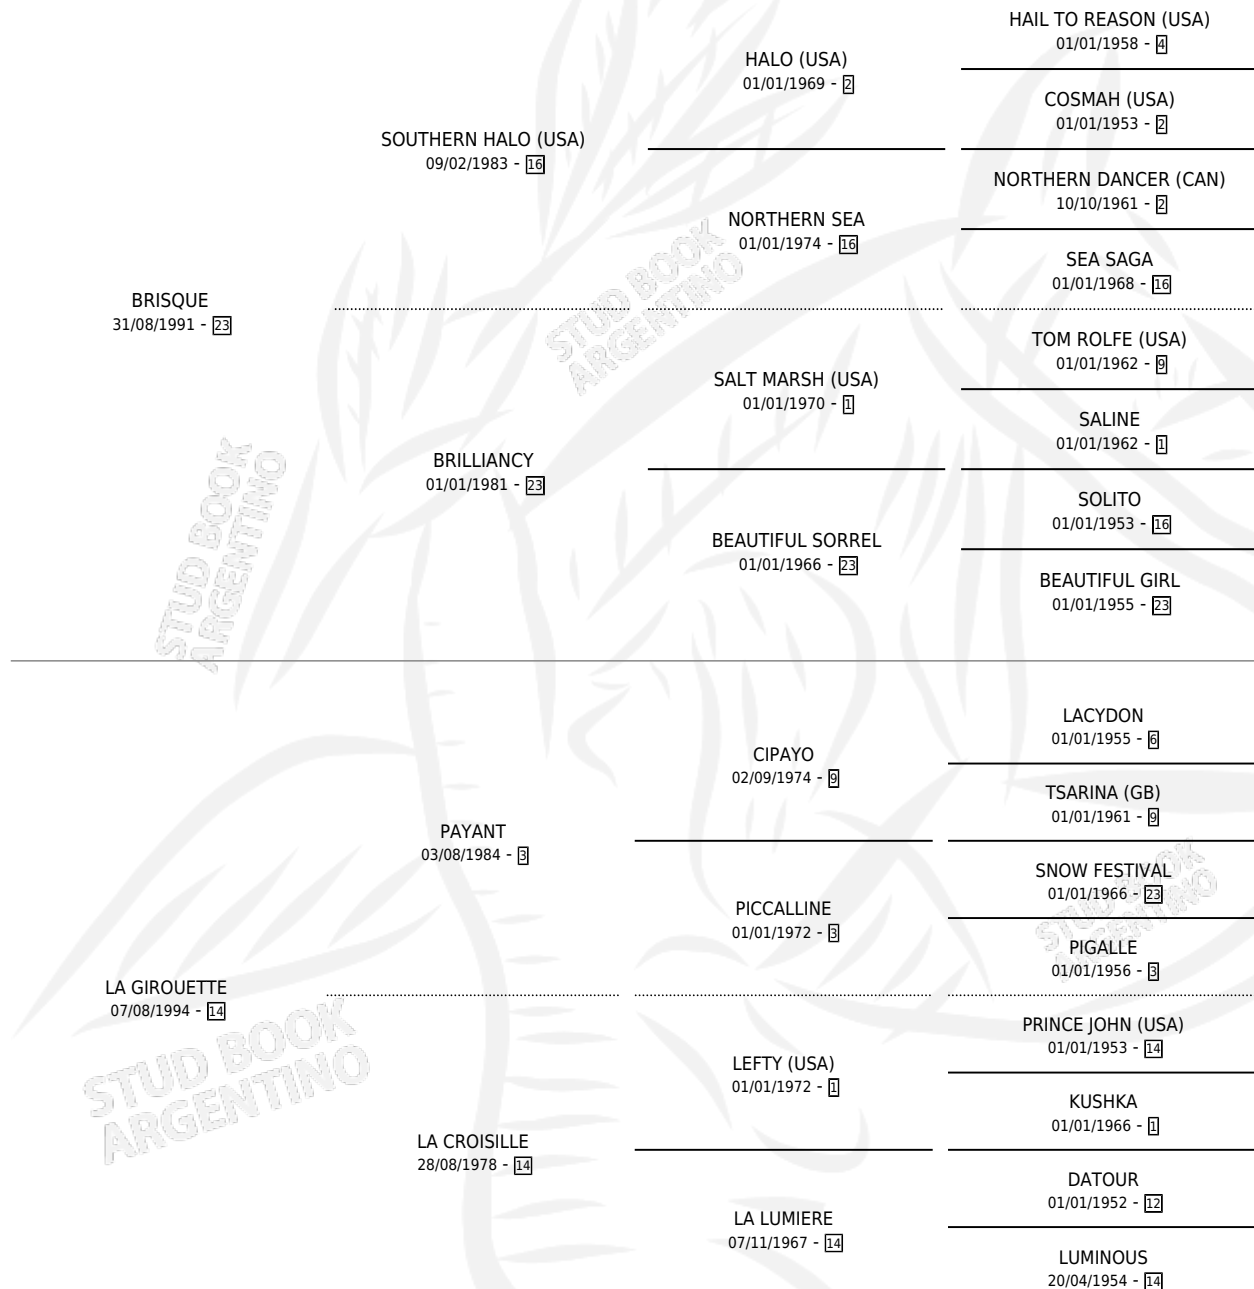 HAIL TO REASON (USA)
01/01/1958 - 4
HALO (USA)
01/01/1969 - 2
COSMAH (USA)
01/01/1953 - 2
SOUTHERN HALO (USA)
09/02/1983 - 16
NORTHERN DANCER (CAN)
10/10/1961 - 2
NORTHERN SEA
01/01/1974 - 16
SEA SAGA
01/01/1968 - 16
BRISQUE
31/08/1991 - 23
STUD BOOK
ARGENTINO
TOM ROLFE (USA)
01/01/1962 - 9
SALT MARSH (USA)
01/01/1970 - 1
SALINE
01/01/1962 - 1
BRILLIANCY
01/01/1981 - 23
SOLITO
01/01/1953 - 16
BEAUTIFUL SORREL
01/01/1966 - 23
BEAUTIFUL GIRL
01/01/1955 - 23
STUD BOOK
ARGENTINO
LACYDON
01/01/1955 - 6
CIPAYO
02/09/1974 - 9
TSARINA (GB)
01/01/1961 - 9
PAYANT
03/08/1984 - 3
SNOW FESTIVAL
01/01/1966 - 23
PICCALLINE
01/01/1972 - 3
PIGALLE
01/01/1956 - 3
STUD BOOK
ARGENTINO
LA GIROUETTE
07/08/1994 - 14
PRINCE JOHN (USA)
01/01/1953 - 14
LEFTY (USA)
01/01/1972 - 1
KUSHKA
01/01/1966 - 1
STUD BOOK
ARGENTINO
LA CROISILLE
28/08/1978 - 14
DATOUR
01/01/1952 - 12
LA LUMIERE
07/11/1967 - 14
LUMINOUS
20/04/1954 - 14